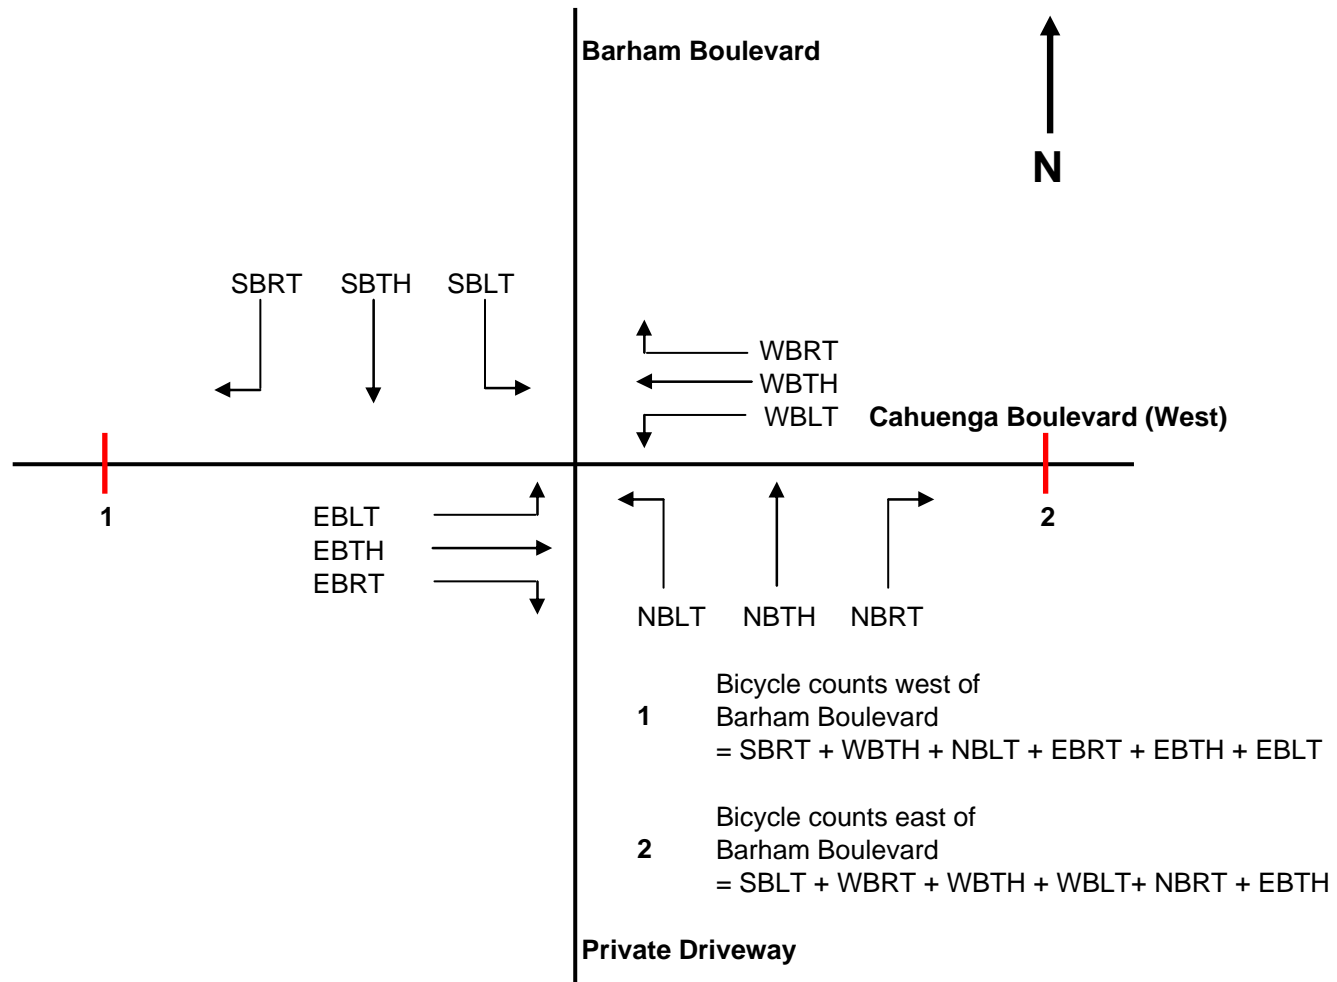 Barham Boulevard
N
SBRT SBTH SBLT
WBRT
WBTH
WBLT Cahuenga Boulevard (West)
1 2
EBLT
EBTH
EBRT
NBLT NBTH NBRT
Bicycle counts west of
1 Barham Boulevard
= SBRT + WBTH + NBLT + EBRT + EBTH + EBLT
Bicycle counts east of
2 Barham Boulevard
= SBLT + WBRT + WBTH + WBLT+ NBRT + EBTH
Private Driveway